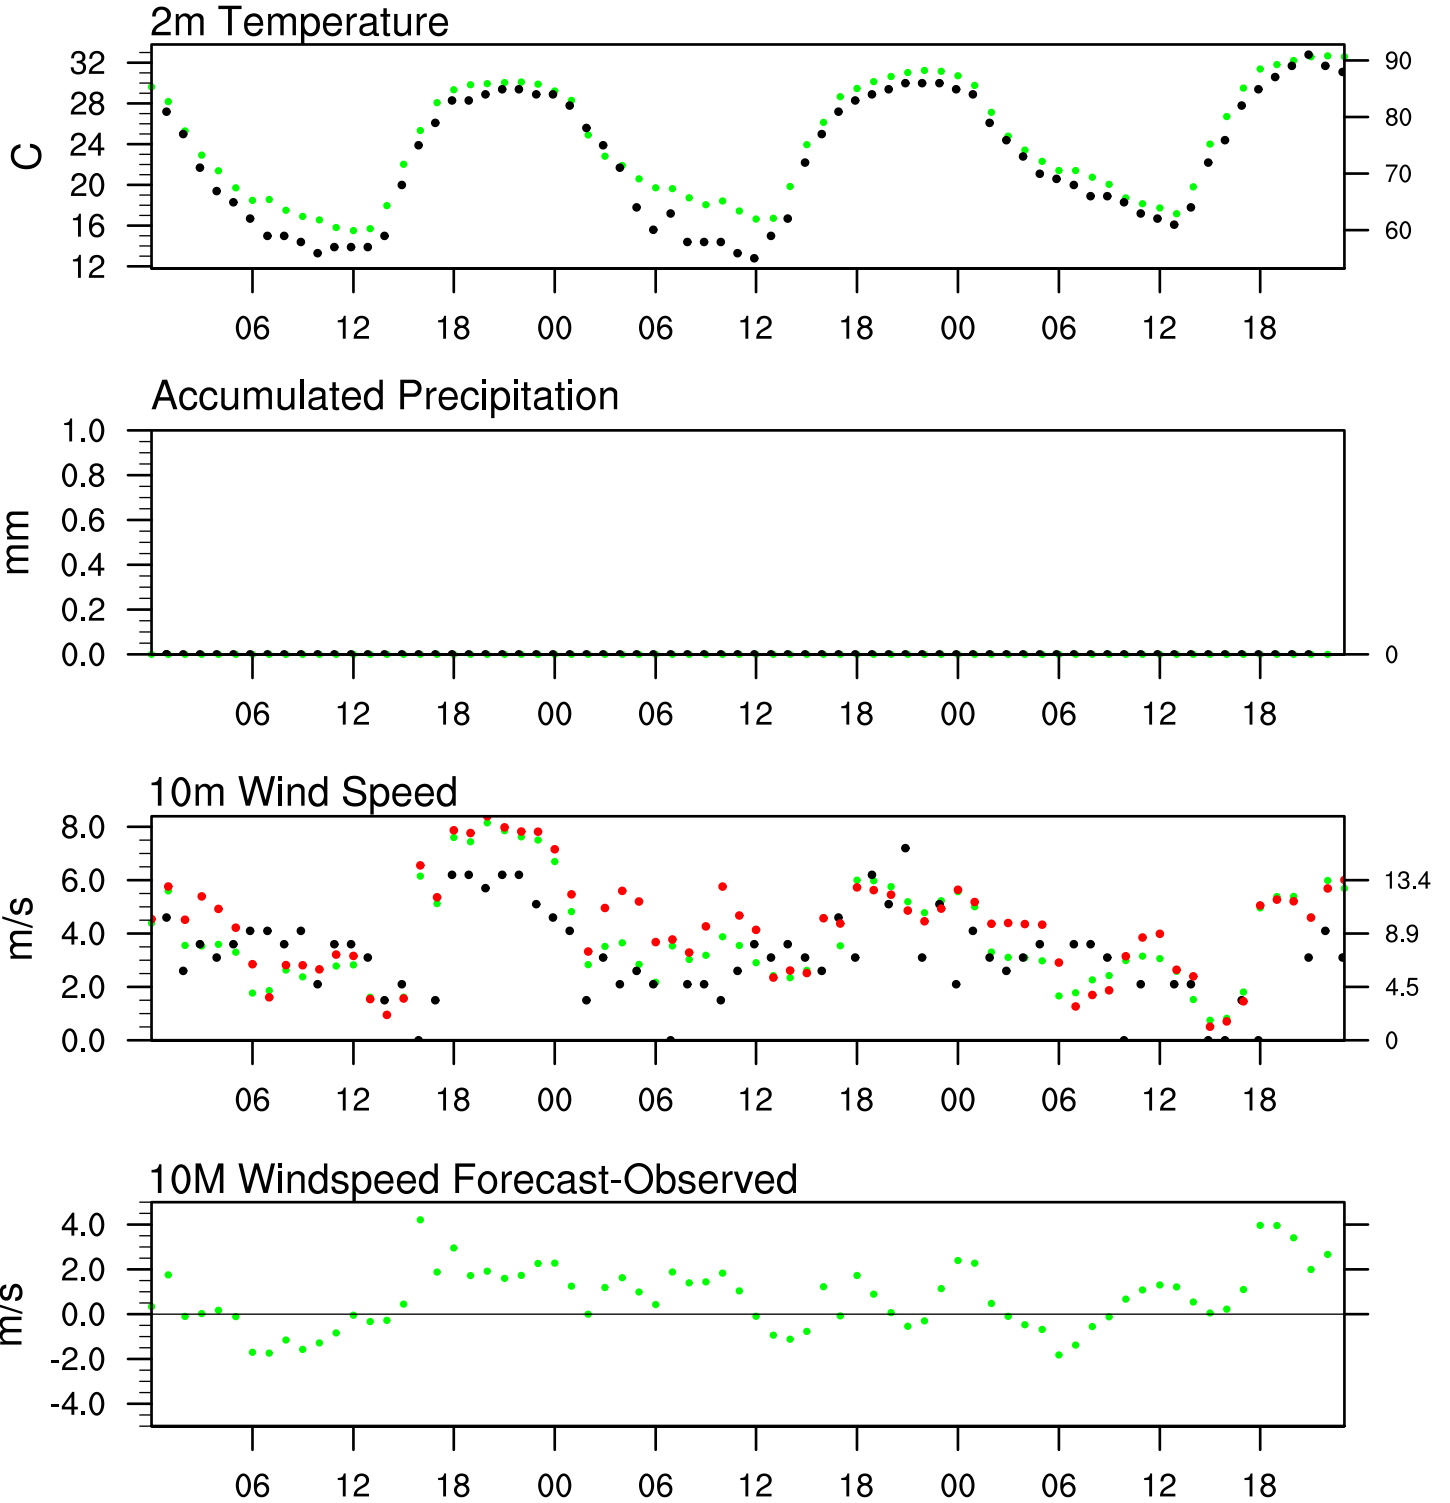 2m Temperature
32 90
28
80
24
C
70
20
16 60
12
06 12 18 00 06 12 18 00 06 12 18
Accumulated Precipitation
1.0
0.8
0.6
mm
0.4
0.2
0.0 0
06 12 18 00 06 12 18 00 06 12 18
10m Wind Speed
8.0
6.0 13.4
m/s
4.0 8.9
2.0 4.5
0.0 0
06 12 18 00 06 12 18 00 06 12 18
10M Windspeed Forecast-Observed
4.0
2.0
0.0
m/s
-2.0
-4.0
06 12 18 00 06 12 18 00 06 12 18